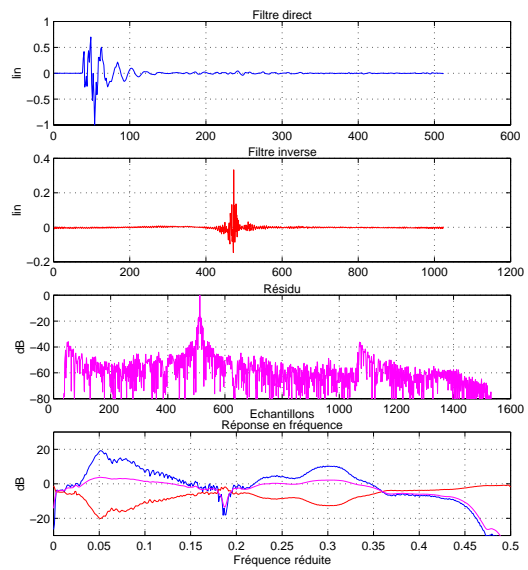 Filtre direct
1
0.5
0
−0.5
−1
lin
0 100 200 300 400 500 600
Filtre inverse
0.4
0.2
0
−0.2
lin
0 200 400 600 800 1000 1200
Résidu
0
−20
−40
−60
−80
dB
0 200 400 600 800 1000 1200 1400 1600
Echantillons
Réponse en fréquence
20
0
−20
dB
0 0.05 0.1 0.15 0.2 0.25 0.3 0.35 0.4 0.45 0.5
Fréquence réduite